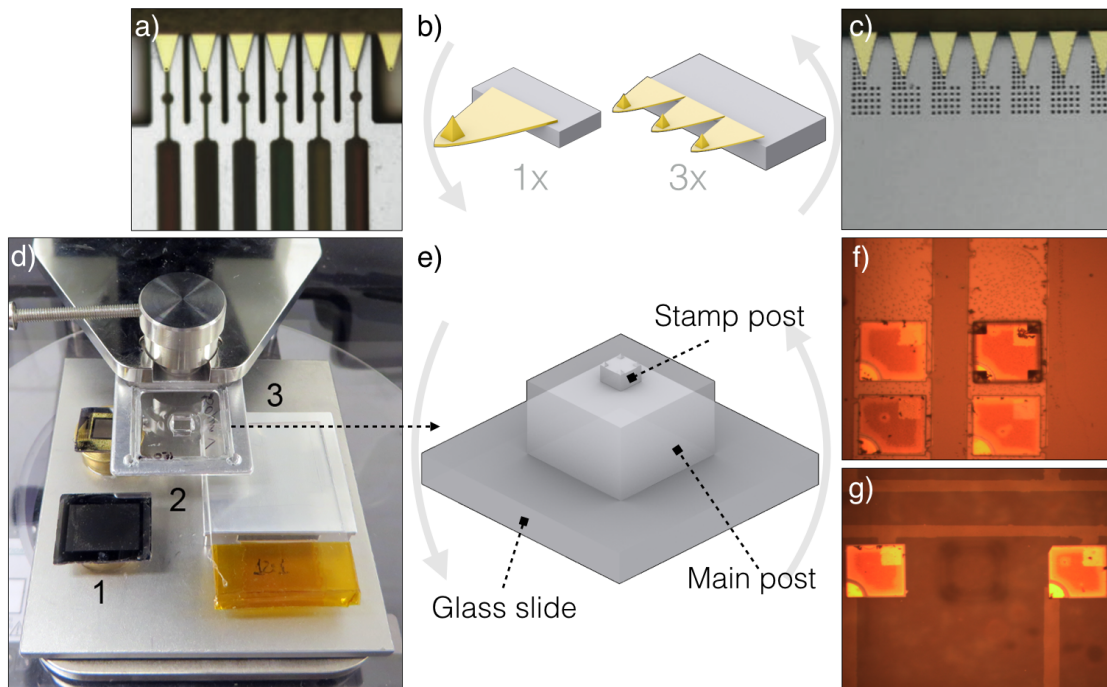 a)
b)
c)
1x
3x
d)
3
2
1
e)
Stamp post
Main post
Glass slide
f)
g)